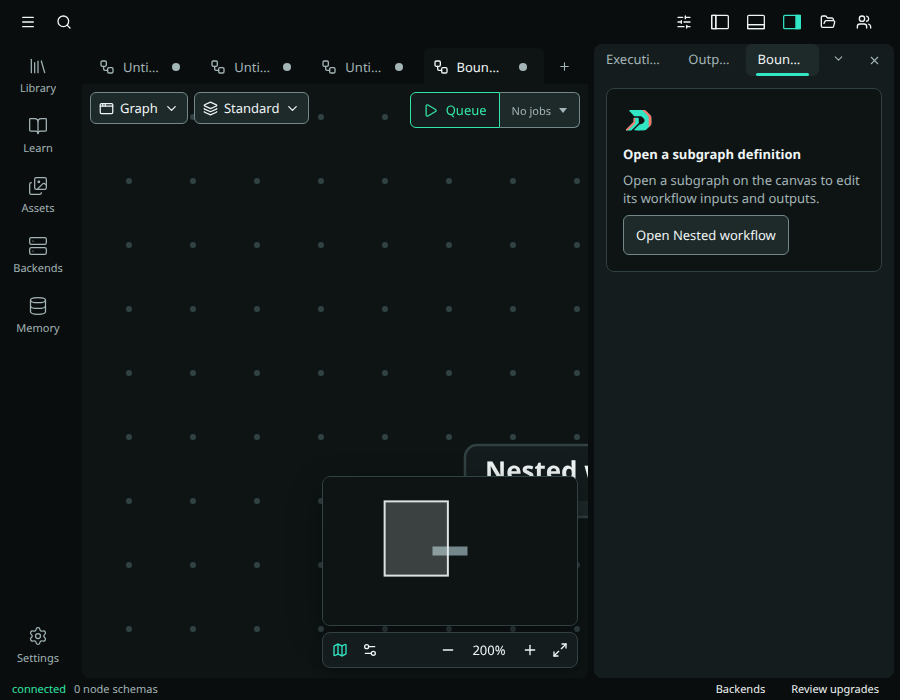 Unti...
Unti...
Unti...
Boun...
Executi...
Outp...
Boun...
Library
Learn
Assets
Backends
Memory
Settings
Graph
Standard
Queue
No jobs
Open a subgraph definition
Open a subgraph on the canvas to edit
its workflow inputs and outputs.
Open Nested workflow
Nested
200%
connected
0 node schemas
Backends
Review upgrades